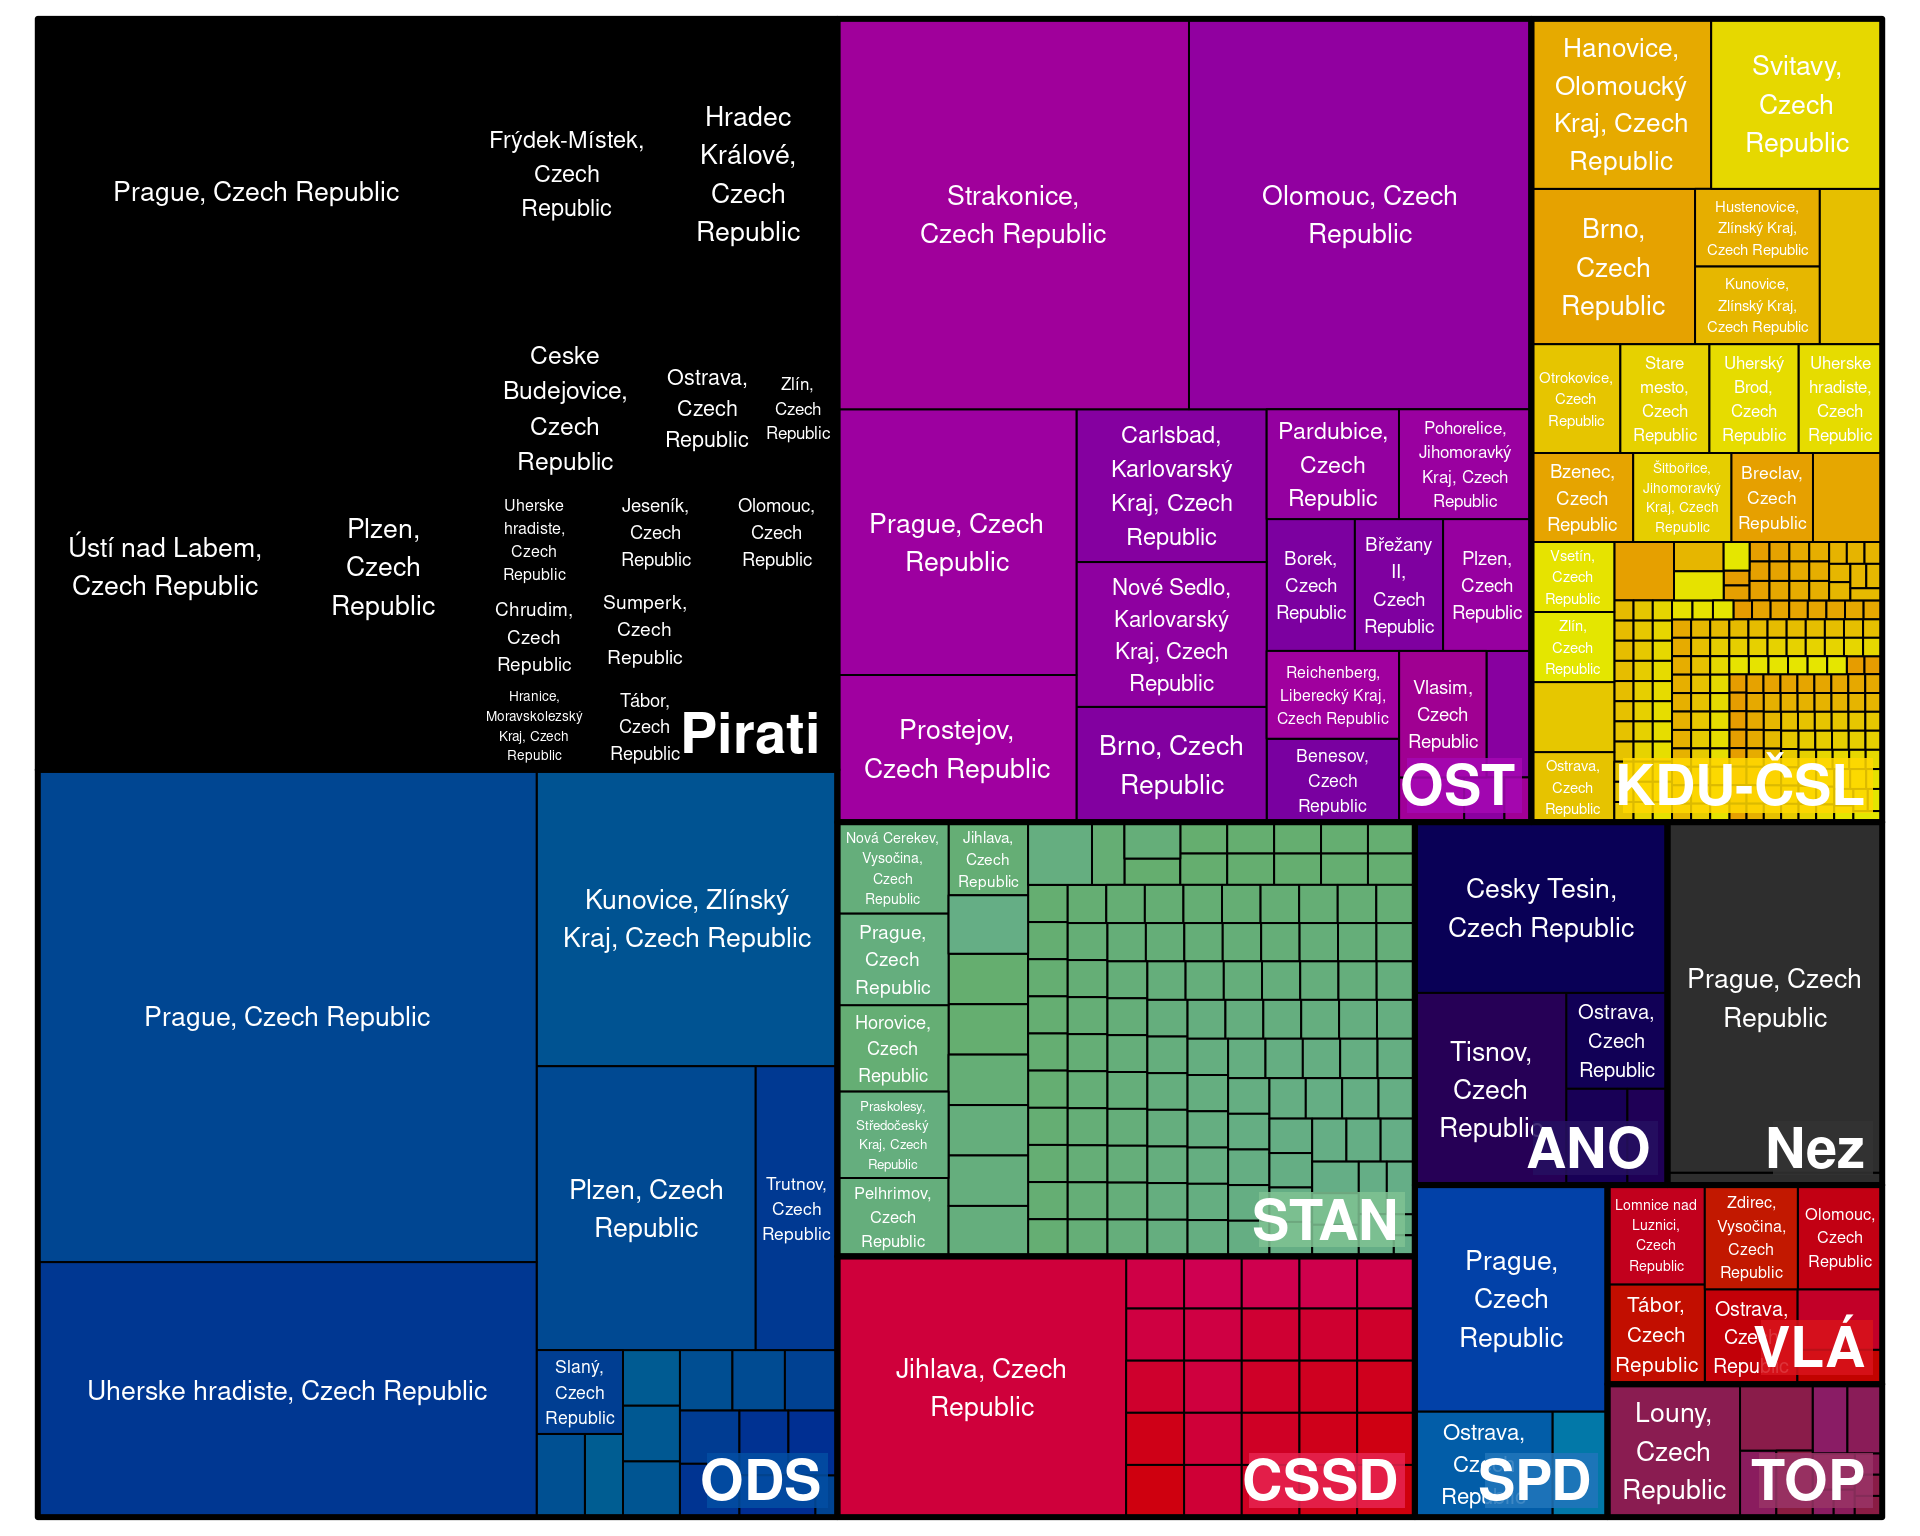 Prague, Czech Republic
Frýdek-Místek,
Czech
Republic
Hradec
Králové,
Czech
Republic
Ceske
Budejovice,
Czech
Republic
Ostrava,
Czech
Republic
Zlín,
Czech
Republic
Ústí nad Labem,
Czech Republic
Plzen,
Czech
Republic
Uherske
hradiste,
Czech
Republic
Jeseník,
Czech
Republic
Olomouc,
Czech
Republic
Chrudim,
Czech
Republic
Sumperk,
Czech
Republic
Hranice,
Moravskolezský
Kraj, Czech
Republic
Tábor,
Czech
Republic
Pirati
Prague, Czech Republic
Kunovice, Zlínský
Kraj, Czech Republic
Plzen, Czech
Republic
Trutnov,
Czech
Republic
Uherske hradiste, Czech Republic
Slaný,
Czech
Republic
ODS
Strakonice,
Czech Republic
Olomouc, Czech
Republic
Prague, Czech
Republic
Carlsbad,
Karlovarský
Kraj, Czech
Republic
Pardubice,
Czech
Republic
Pohorelice,
Jihomoravký
Kraj, Czech
Republic
Borek,
Czech
Republic
Břežany
II,
Czech
Republic
Plzen,
Czech
Republic
Nové Sedlo,
Karlovarský
Kraj, Czech
Republic
Prostejov,
Czech Republic
Brno, Czech
Republic
Reichenberg,
Liberecký Kraj,
Czech Republic
Vlasim,
Czech
Republic
Benesov,
Czech
Republic
OST
Hanovice,
Olomoucký
Kraj, Czech
Republic
Svitavy,
Czech
Republic
Brno,
Czech
Republic
Hustenovice,
Zlínský Kraj,
Czech Republic
Kunovice,
Zlínský Kraj,
Czech Republic
Otrokovice,
Czech
Republic
Stare
mesto,
Czech
Republic
Uherský
Brod,
Czech
Republic
Uherske
hradiste,
Czech
Republic
Bzenec,
Czech
Republic
Šitbořice,
Jihomoravký
Kraj, Czech
Republic
Breclav,
Czech
Republic
Vsetín,
Czech
Republic
Zlín,
Czech
Republic
Ostrava,
Czech
Republic
KDU-ČSL
Nová Cerekev,
Vysočina,
Czech
Republic
Jihlava,
Czech
Republic
Prague,
Czech
Republic
Horovice,
Czech
Republic
Praskolesy,
Středočeský
Kraj, Czech
Republic
Pelhrimov,
Czech
Republic
STAN
Jihlava, Czech
Republic
CSSD
Cesky Tesin,
Czech Republic
Tisnov,
Czech
Republic
Ostrava,
Czech
Republic
ANO
Prague, Czech
Republic
Nez
Prague,
Czech
Republic
Ostrava,
Czech
Republic
SPD
Lomnice nad
Luznici,
Czech
Republic
Zdirec,
Vysočina,
Czech
Republic
Olomouc,
Czech
Republic
Tábor,
Czech
Republic
Ostrava,
Czech
Republic
VLÁ
Louny,
Czech
Republic
TOP